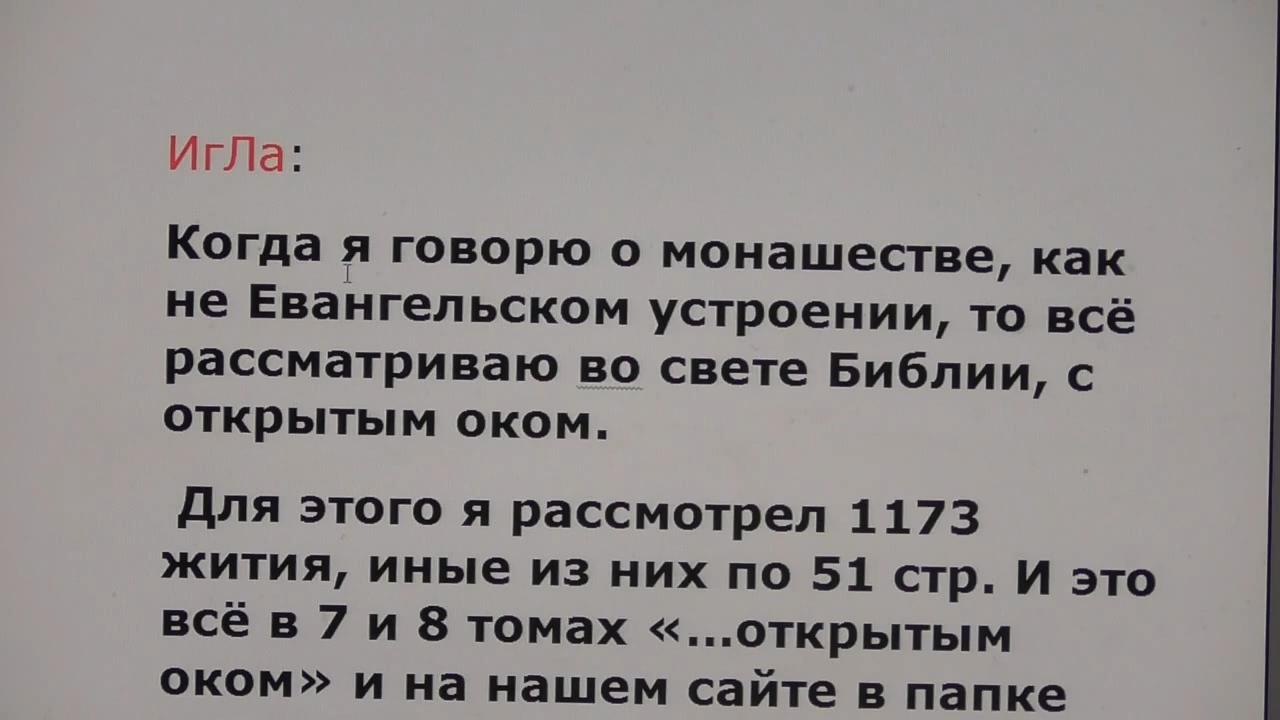 ИгЛа:
Когда я говорю о монашестве, как
не Евангельском устроении, то всё
рассматриваю во свете Библии, с
открытым оком.
Для этого я рассмотрел 1173
жития, иные из них по 51 стр. И это
всё в 7 и 8 томах «...открытым
оком» и на нашем сайте в папке